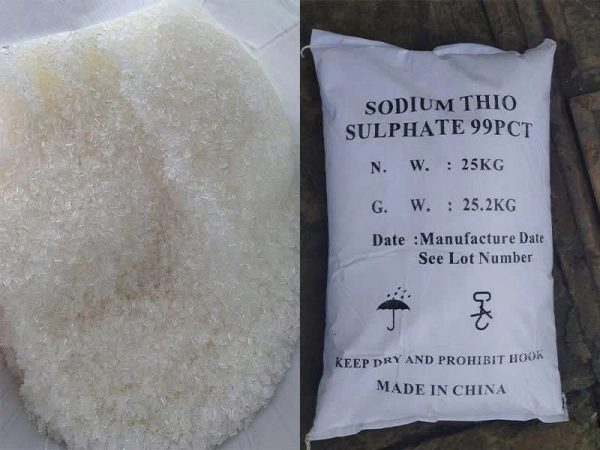 SODIUM THIO
SULPHATE 99PCT
N. W. : 25KG
G. W. : 25.2KG
Date :Manufacture Date
See Lot Number
KEEP DRY AND PROHIBIT HOOK
MADE IN CHINA